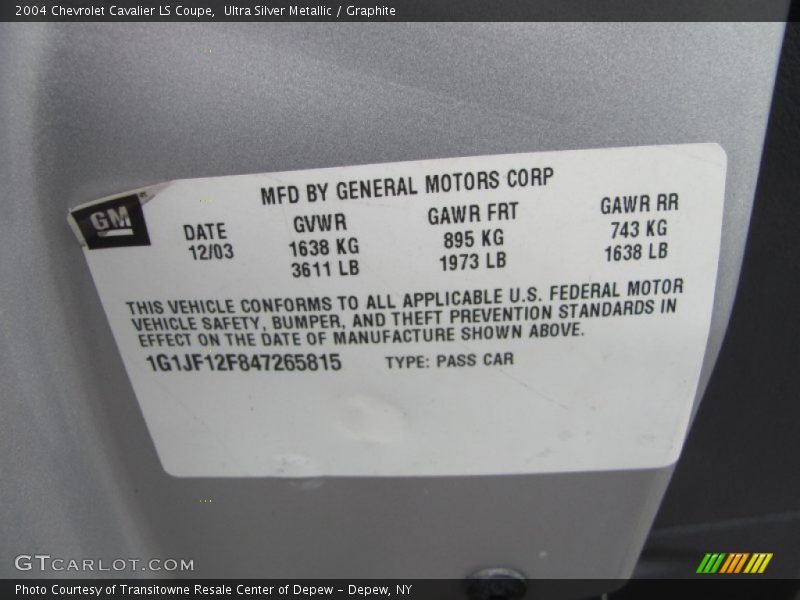 2004 Chevrolet Cavalier LS Coupe,  Ultra Silver Metallic / Graphite
GM
MFD BY GENERAL MOTORS CORP
DATE GVWR GAWR FRT GAWR RR
12/03 1638 KG 895 KG 743 KG
3611 LB 1973 LB 1638 LB
THIS VEHICLE CONFORMS TO ALL APPLICABLE U.S. FEDERAL MOTOR
VEHICLE SAFETY, BUMPER, AND THEFT PREVENTION STANDARDS IN
EFFECT ON THE DATE OF MANUFACTURE SHOWN ABOVE.
1G1JF12F847265815 TYPE: PASS CAR
GTCARLOT.COM
Photo Courtesy of Transitowne Resale Center of Depew – Depew, NY